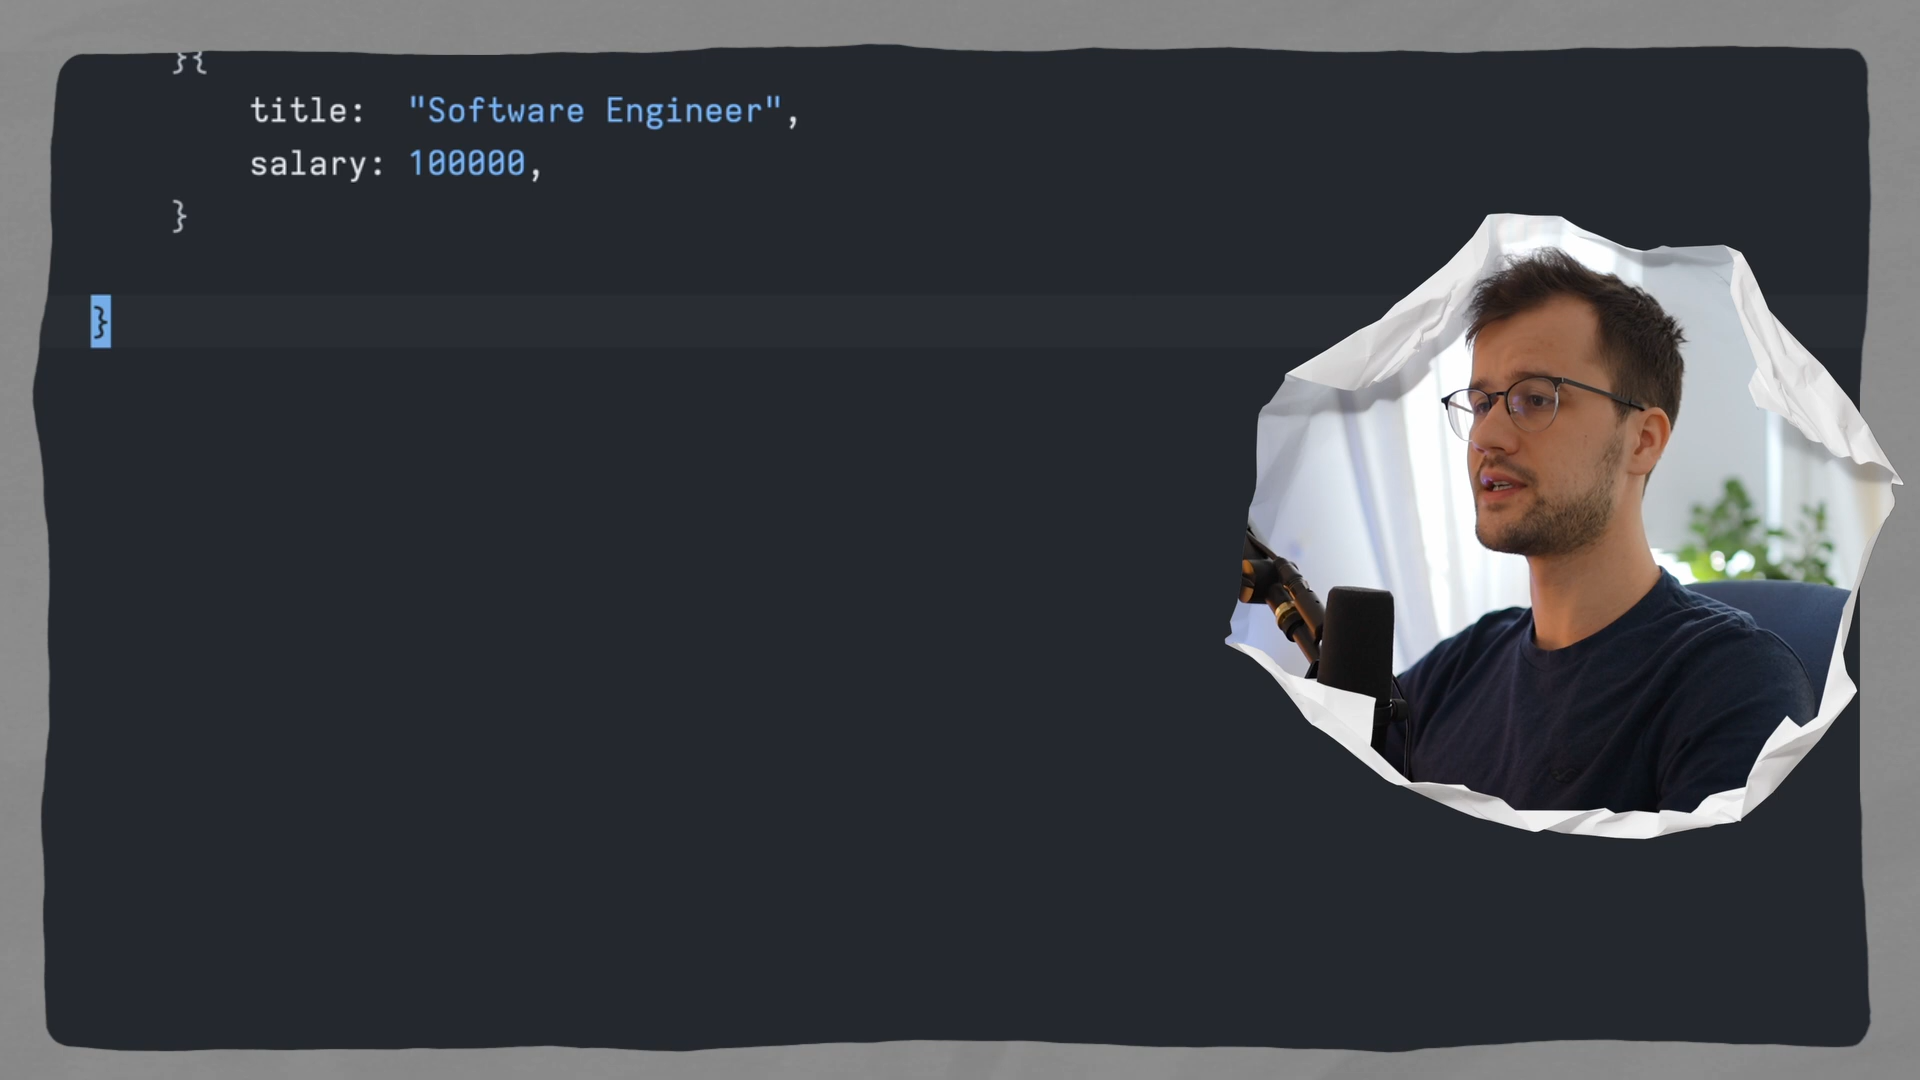 }{
title: "Software Engineer",
salary: 100000,
}
}